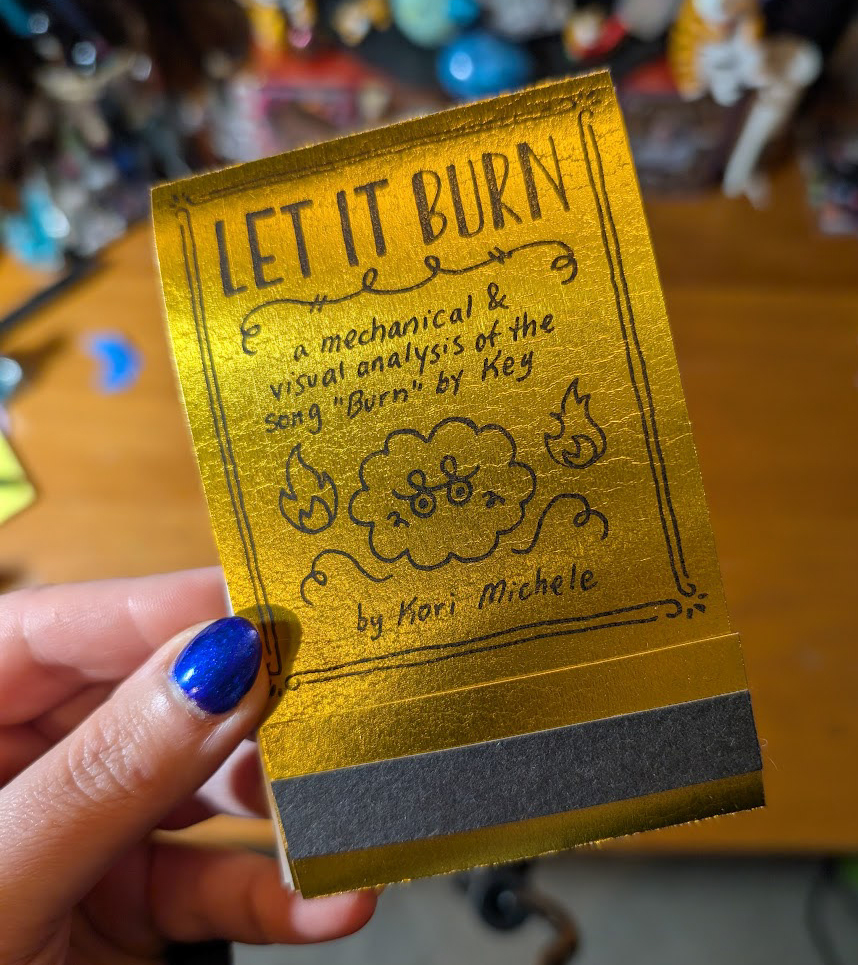 LET IT BURN
a mechanical &
visual analysis of the
song "Burn" by Key
by Kori Michele